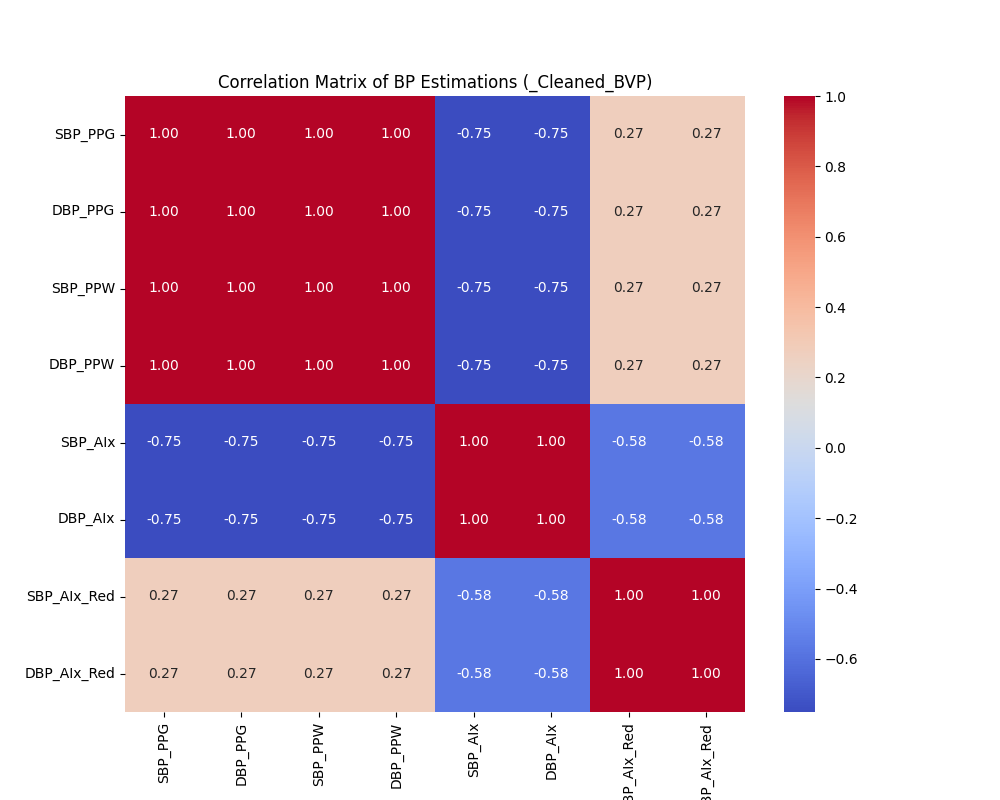 Correlation Matrix of BP Estimations (_Cleaned_BVP)
SBP_PPG 1.00 1.00 1.00 1.00 -0.75 -0.75 0.27 0.27
DBP_PPG 1.00 1.00 1.00 1.00 -0.75 -0.75 0.27 0.27
SBP_PPW 1.00 1.00 1.00 1.00 -0.75 -0.75 0.27 0.27
DBP_PPW 1.00 1.00 1.00 1.00 -0.75 -0.75 0.27 0.27
SBP_AIx -0.75 -0.75 -0.75 -0.75 1.00 1.00 -0.58 -0.58
DBP_AIx -0.75 -0.75 -0.75 -0.75 1.00 1.00 -0.58 -0.58
SBP_AIx_Red 0.27 0.27 0.27 0.27 -0.58 -0.58 1.00 1.00
DBP_AIx_Red 0.27 0.27 0.27 0.27 -0.58 -0.58 1.00 1.00
SBP_PPG
DBP_PPG
SBP_PPW
DBP_PPW
SBP_AIx
DBP_AIx
BP_AIx_Red
BP_AIx_Red
1.0
0.8
0.6
0.4
0.2
0.0
−0.2
−0.4
−0.6